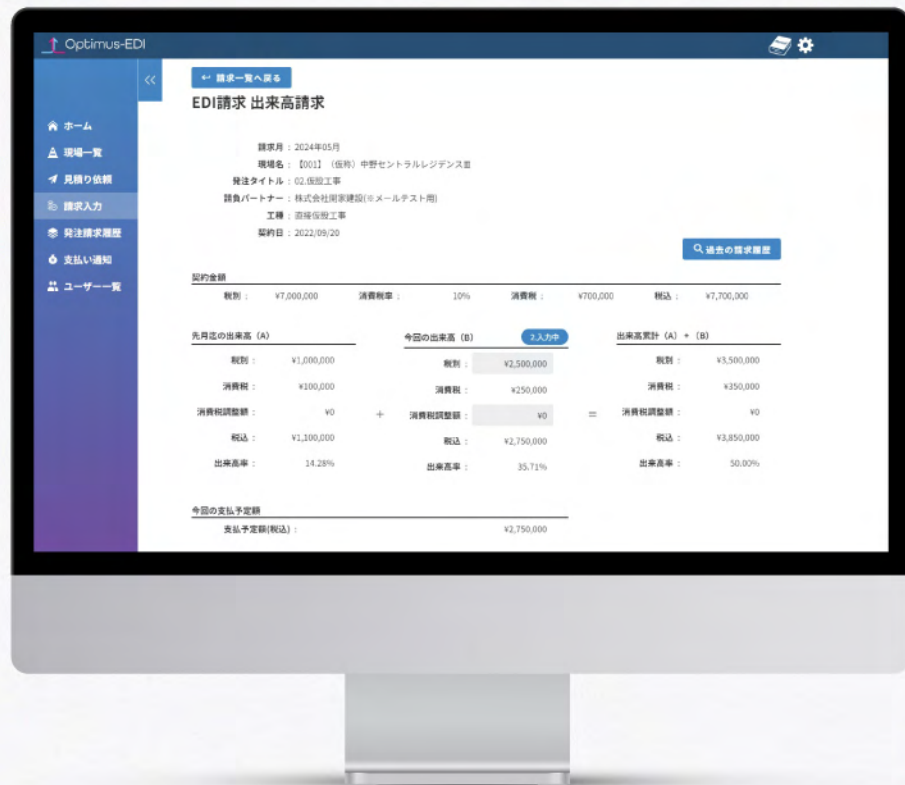 Optimus-EDI
ホーム
現場一覧
見積り依頼
請求入力
発注請求履歴
支払い通知
ユーザー一覧
請求一覧へ戻る
EDI請求 出来高請求
請求月 : 2024年05月
現場名 : 【001】（仮称）中野セントラルレジデンスⅢ
発注タイトル : 02.仮設工事
請負パートナー : 株式会社開家建設(※メールテスト用)
工種 : 直接仮設工事
契約日 : 2022/09/20
過去の請求履歴
契約金額
税別 : ¥7,000,000 消費税率 : 10% 消費税 : ¥700,000 税込 : ¥7,700,000
先月迄の出来高（A） 今回の出来高（B） 2.入力中 出来高累計（A）+（B）
税別 : ¥1,000,000 税別 : ¥2,500,000 税別 : ¥3,500,000
消費税 : ¥100,000 消費税 : ¥250,000 消費税 : ¥350,000
消費税調整額 : ¥0 + 消費税調整額 : ¥0 = 消費税調整額 : ¥0
税込 : ¥1,100,000 税込 : ¥2,750,000 税込 : ¥3,850,000
出来高率 : 14.28% 出来高率 : 35.71% 出来高率 : 50.00%
今回の支払予定額
支払予定額(税込) : ¥2,750,000